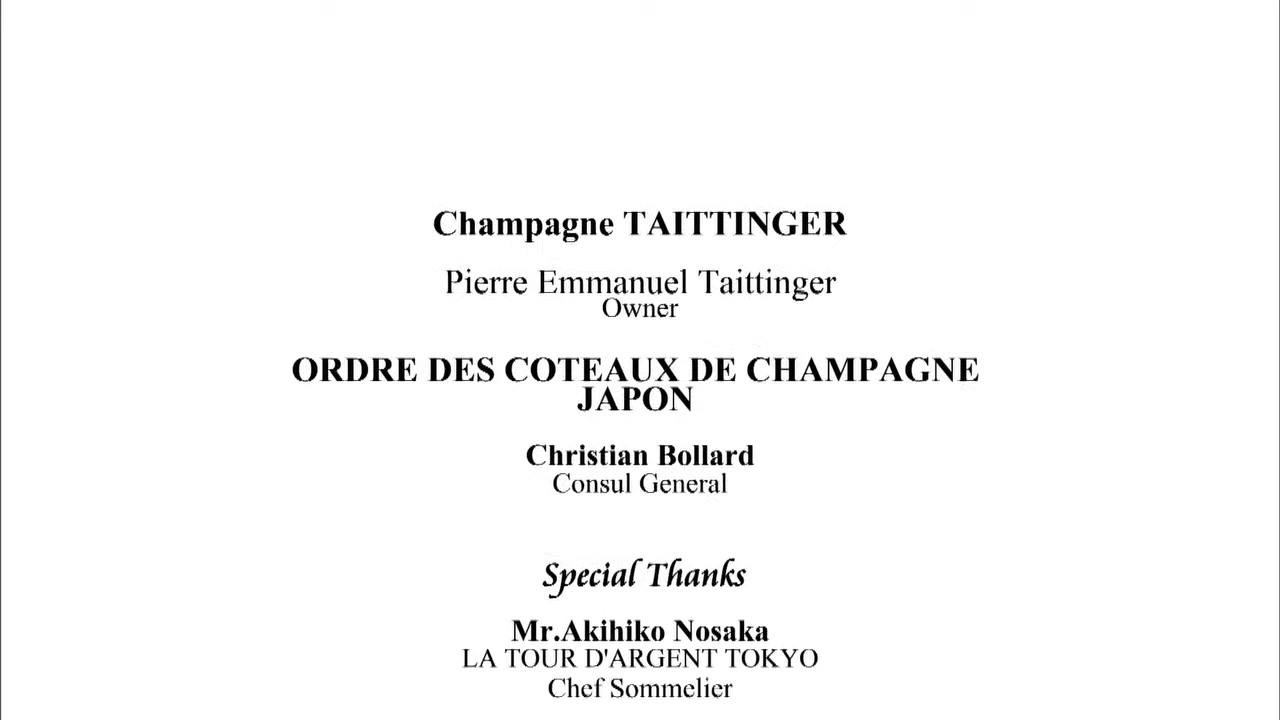 Champagne TAITTINGER
Pierre Emmanuel Taittinger
Owner
ORDRE DES COTEAUX DE CHAMPAGNE
JAPON
Christian Bollard
Consul General
Special Thanks
Mr.Akihiko Nosaka
LA TOUR D'ARGENT TOKYO
Chef Sommelier